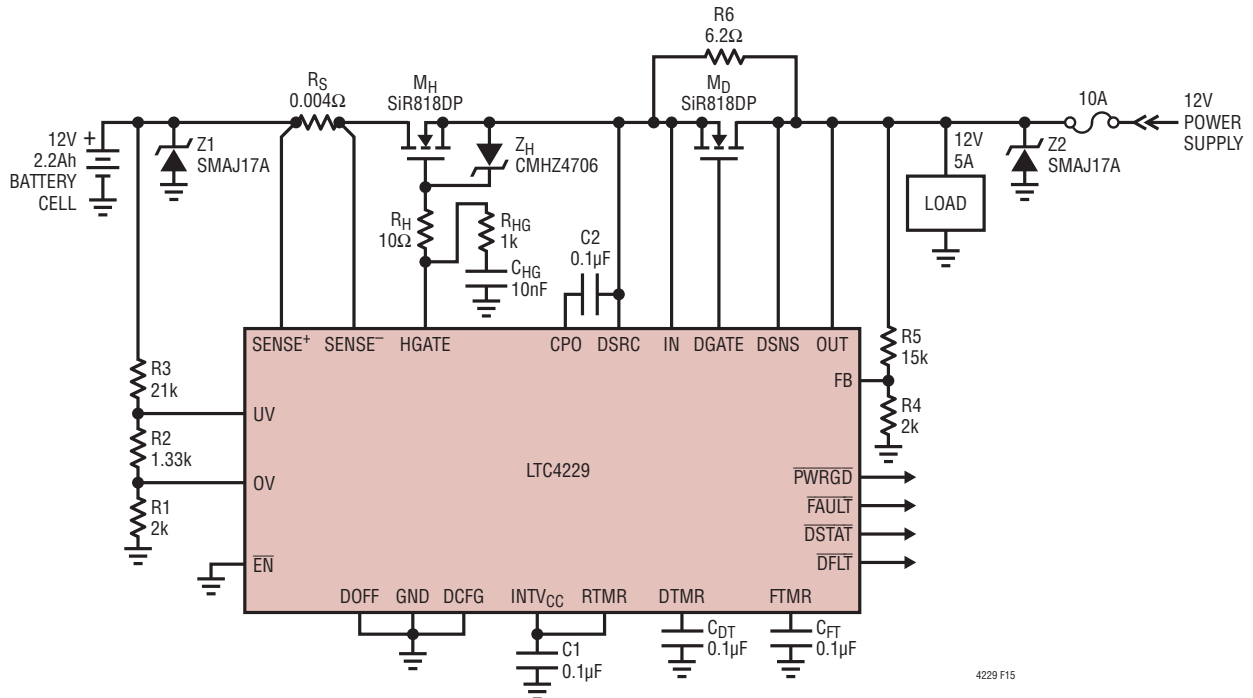 R6
6.2Ω
RS
0.004Ω
MH
SiR818DP
MD
SiR818DP
10A
12V
POWER
SUPPLY
12V
2.2Ah
BATTERY
CELL
+
Z1
SMAJ17A
ZH
CMHZ4706
12V
5A
LOAD
Z2
SMAJ17A
RH
10Ω
RHG
1k
CHG
10nF
C2
0.1µF
SENSE+
SENSE−
HGATE
CPO
DSRC
IN
DGATE
DSNS
OUT
R5
15k
R3
21k
FB
R4
2k
UV
R2
1.33k
LTC4229
OV
PWRGD
FAULT
DSTAT
DFLT
R1
2k
EN
DOFF
GND
DCFG
INTVCC
RTMR
DTMR
FTMR
C1
0.1µF
CDT
0.1µF
CFT
0.1µF
4229 F15